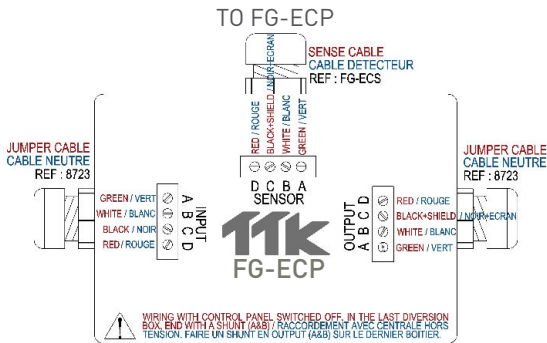 TO FG-ECP
SENSE CABLE
CABLE DETECTEUR
REF : FG-ECS
RED / ROUGE
BLACK+SHIELD / NOIR+ECRAN
WHITE / BLANC
GREEN / VERT
D C B A
SENSOR
JUMPER CABLE
CABLE NEUTRE
REF : 8723
GREEN / VERT
WHITE / BLANC
BLACK / NOIR
RED / ROUGE
A B C D
INPUT
TTK
FG-ECP
OUTPUT
A B C D
RED / ROUGE
BLACK+SHIELD / NOIR+ECRAN
WHITE / BLANC
GREEN / VERT
JUMPER CABLE
CABLE NEUTRE
REF : 8723
WIRING WITH CONTROL PANEL SWITCHED OFF. IN THE LAST DIVERSION
BOX, END WITH A SHUNT (A&B) / RACCORDEMENT AVEC CENTRALE HORS
TENSION. FAIRE UN SHUNT EN OUTPUT (A&B) SUR LE DERNIER BOITIER.